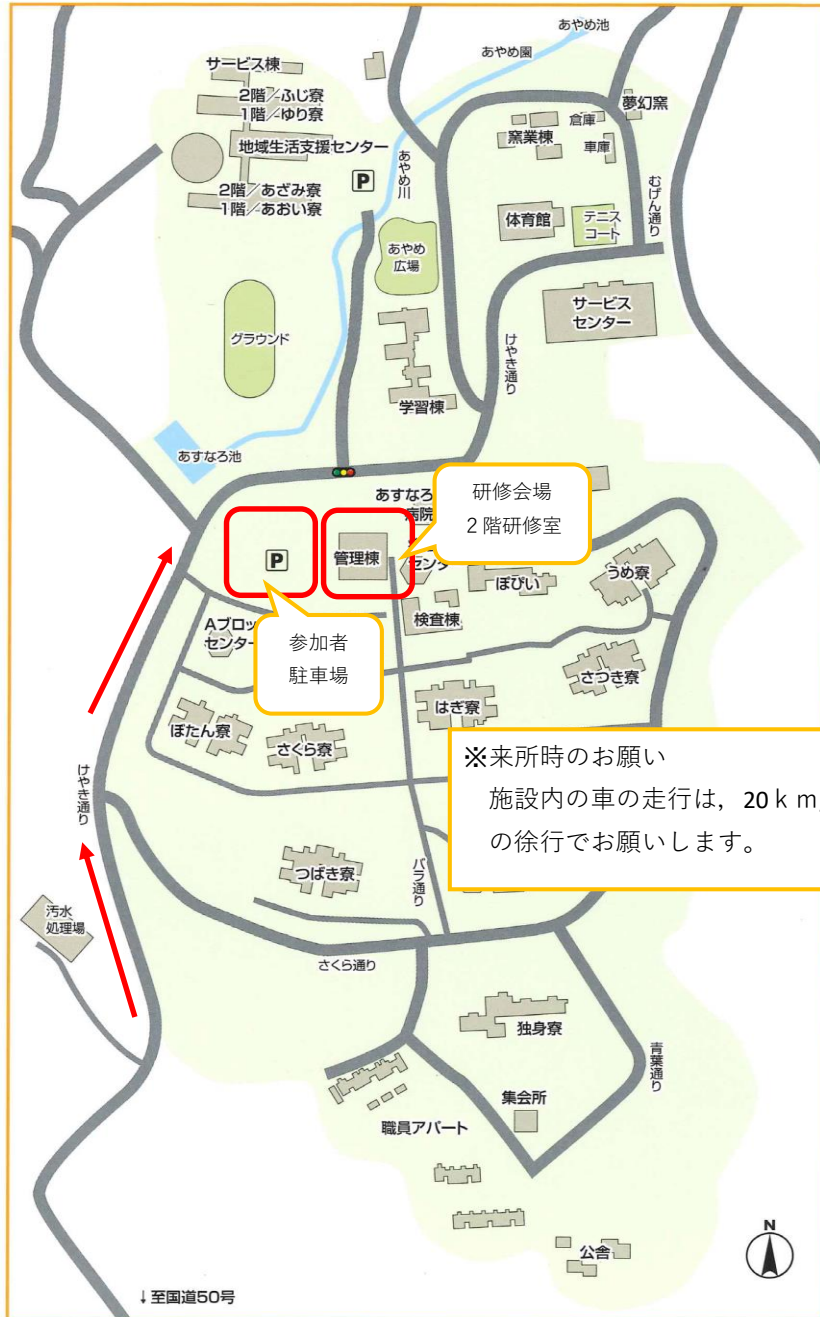 あやめ池
あやめ園
サービス棟
2階／ふじ寮
1階／ゆり寮
夢幻窯
倉庫
窯業棟
車庫
地域生活支援センター
P
あやめ川
2階／あざみ寮
1階／あおい寮
むげん通り
体育館
テニス
コート
あやめ
広場
サービス
センター
グラウンド
けやき通り
学習棟
あすなろ池
あすなろ
病院
研修会場
２階研修室
P
管理棟
センタ
ぽぴい
うめ寮
検査棟
Aブロッ
センター
参加者
駐車場
さつき寮
はぎ寮
ぼたん寮
さくら寮
※来所時のお願い
施設内の車の走行は，20ｋｍ
の徐行でお願いします。
けやき通り
つばき寮
バラ通り
汚水
処理場
さくら通り
独身寮
青葉通り
集会所
職員アパート
公舎
N
↓至国道50号